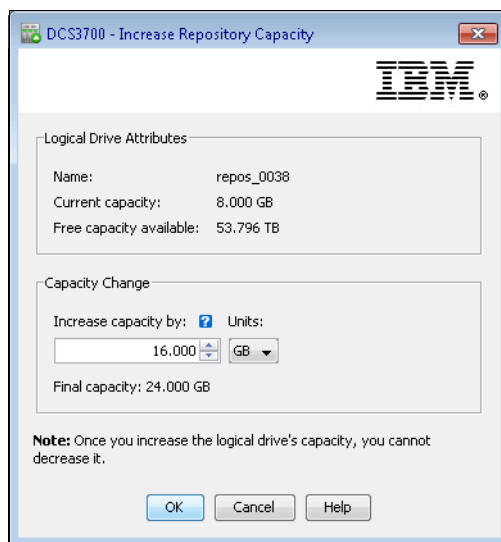 DCS3700 - Increase Repository Capacity
IBM®
Logical Drive Attributes
Name: repos_0038
Current capacity: 8.000 GB
Free capacity available: 53.796 TB
Capacity Change
Increase capacity by: ? Units:
16.000 GB
Final capacity: 24.000 GB
Note: Once you increase the logical drive's capacity, you cannot
decrease it.
OK Cancel Help